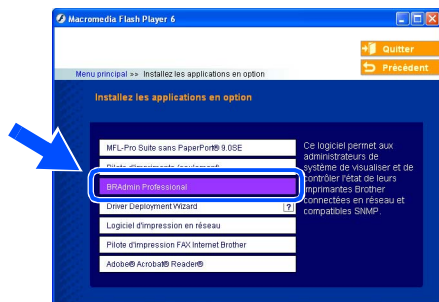 Macromedia Flash Player 6
Quitter
Précédent
Menu principal »» Installez les applications en option
Installez les applications en option
MFL-Pro Suite sans PaperPort® 9.0SE
BRAdmin Professional
Driver Deployment Wizard ?
Logiciel d'impression en réseau
Pilote d'impression FAX Internet Brother
Adobe® Acrobat® Reader®
Ce logiciel permet aux
administrateurs de
système de visualiser et de
contrôler l'état de leurs
imprimantes Brother
connectées en réseau et
compatibles SNMP.